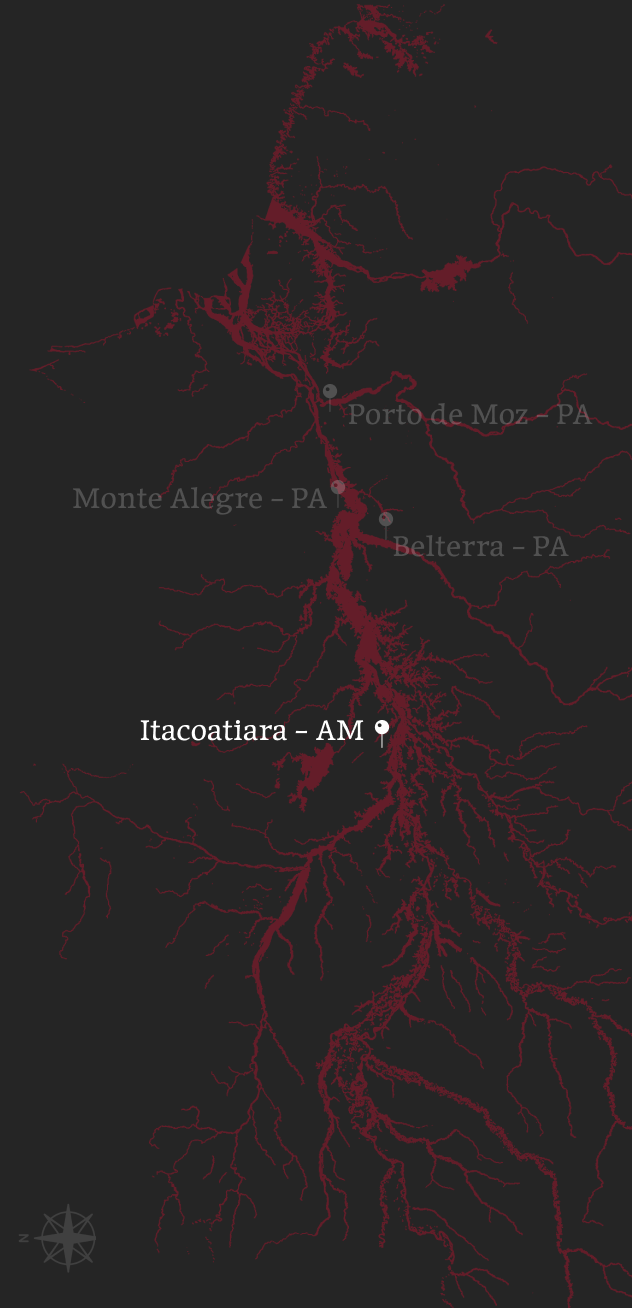 Porto de Moz – PA
Monte Alegre – PA
Belterra – PA
Itacoatiara – AM
N